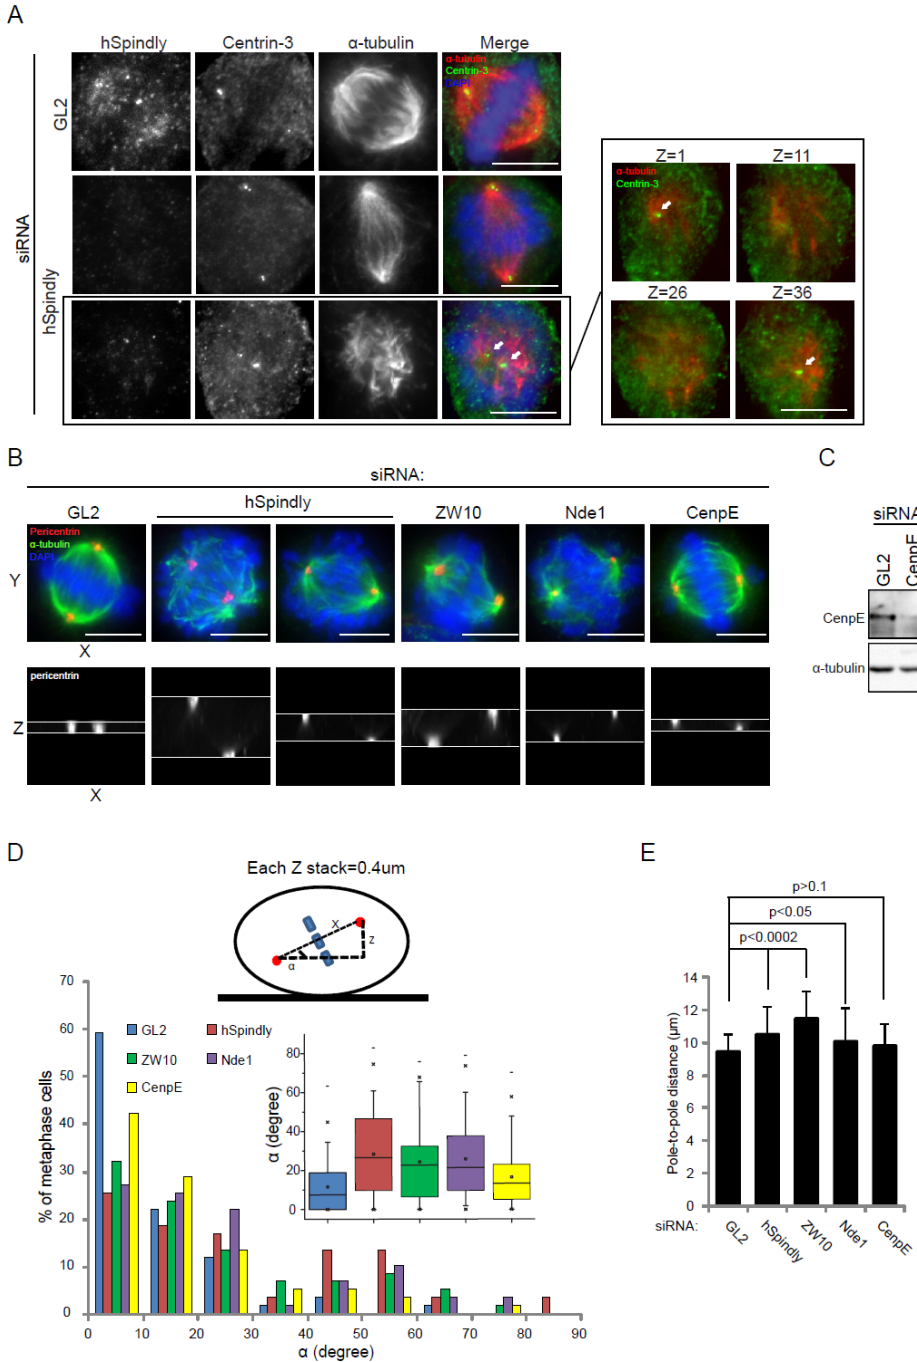 A
hSpindly Centrin-3 α-tubulin Merge
siRNA
GL2
hSpindly
α-tubulin
Centrin-3
DAPI
Z=1 Z=11
α-tubulin
Centrin-3
Z=26 Z=36
B
siRNA:
GL2 hSpindly ZW10 Nde1 CenpE
Pericentrin
α-tubulin
DAPI
Y
X
pericentrin
Z
X
C
siRNA
GL2 CenpE
CenpE
α-tubulin
D
Each Z stack=0.4um
X
Z
α
% of metaphase cells
70
60
50
40
30
20
10
0
GL2 hSpindly
ZW10 Nde1
CenpE
α (degree)
80
60
40
20
0
0 10 20 30 40 50 60 70 80 90
α (degree)
E
p>0.1
p<0.05
p<0.0002
Pole-to-pole distance (µm)
14
12
10
8
6
4
2
0
siRNA:
GL2 hSpindly ZW10 Nde1 CenpE